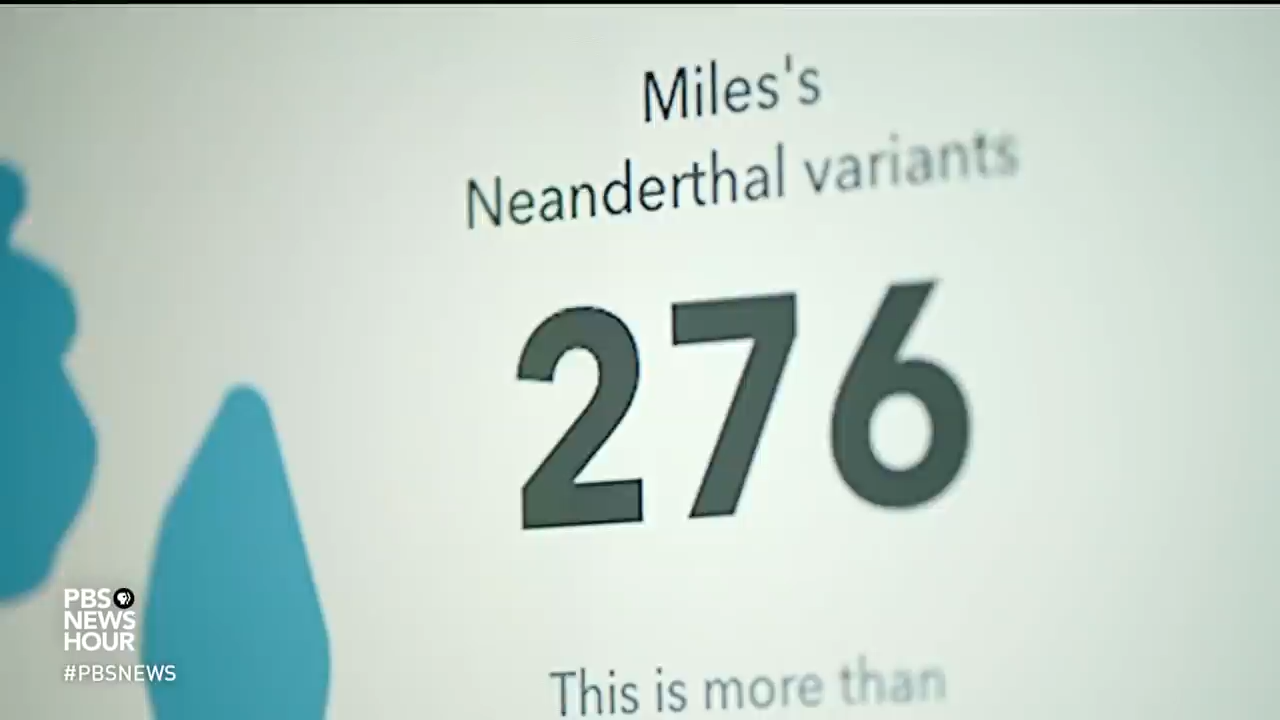 Miles's
Neanderthal variants
276
This is more than
PBS
NEWS
HOUR
#PBSNEWS